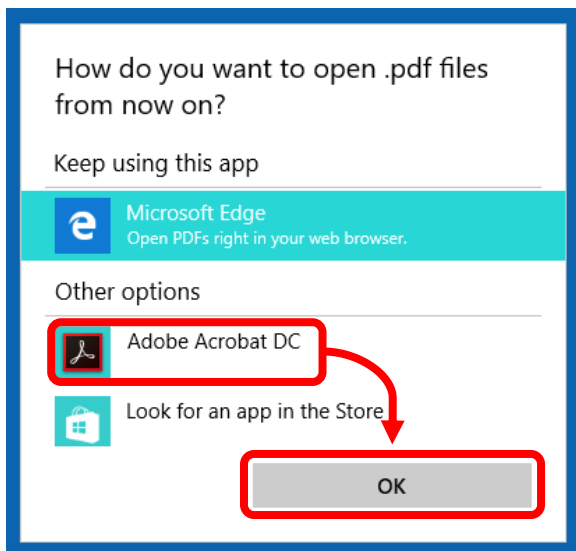 How do you want to open .pdf files
from now on?
Keep using this app
Microsoft Edge
Open PDFs right in your web browser.
Other options
Adobe Acrobat DC
Look for an app in the Store
OK